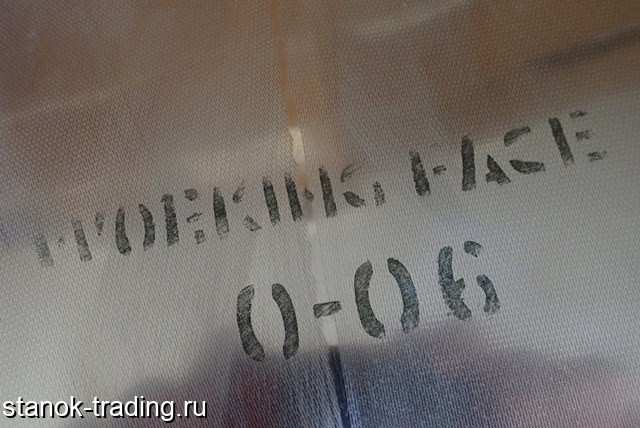 WORKING FACE
0-06
stanok-trading.ru